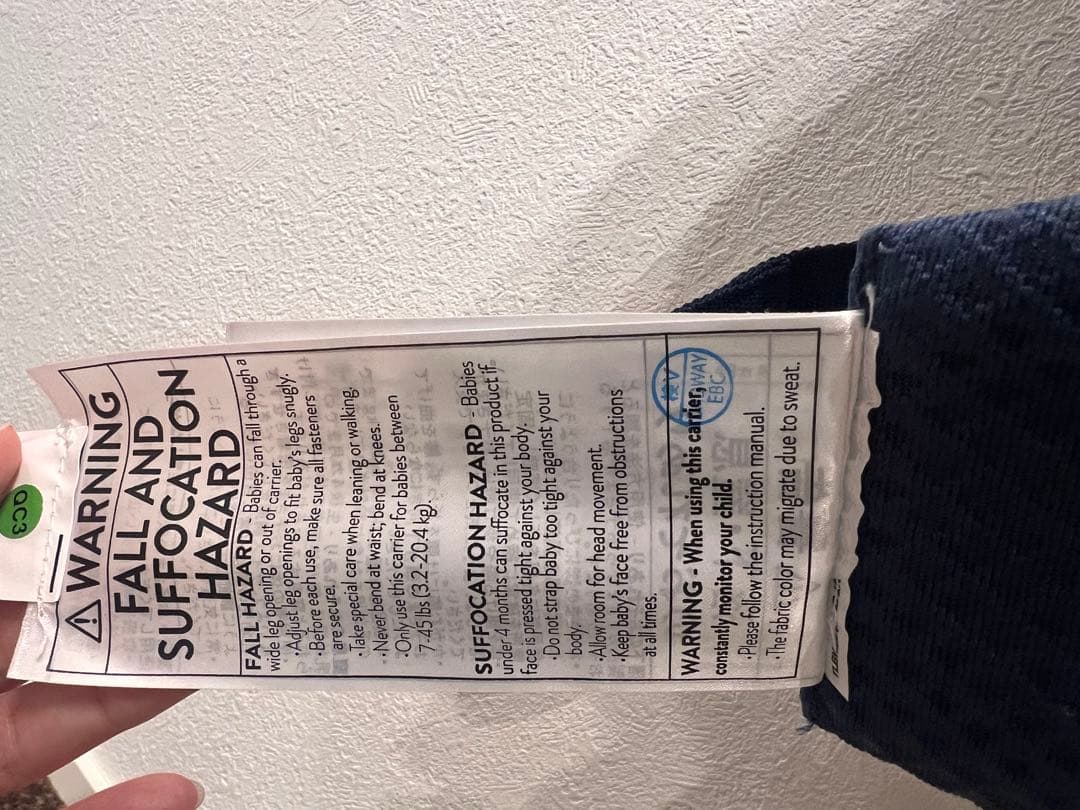 QC3
WARNING
FALL AND
SUFFOCATION
HAZARD
FALL HAZARD - Babies can fall through a
wide leg opening or out of carrier.
•Adjust leg openings to fit baby's legs snugly.
•Before each use, make sure all fasteners
are secure.
•Take special care when leaning or walking.
•Never bend at waist; bend at knees.
•Only use this carrier for babies between
7-45 lbs (3.2-20.4 kg).
SUFFOCATION HAZARD - Babies
under 4 months can suffocate in this product if
face is pressed tight against your body.
•Do not strap baby too tight against your
body.
•Allow room for head movement.
•Keep baby's face free from obstructions
at all times.
WARNING - When using this carrier,
constantly monitor your child.
•Please follow the instruction manual.
•The fabric color may migrate due to sweat.
検 V
WAY
EBC